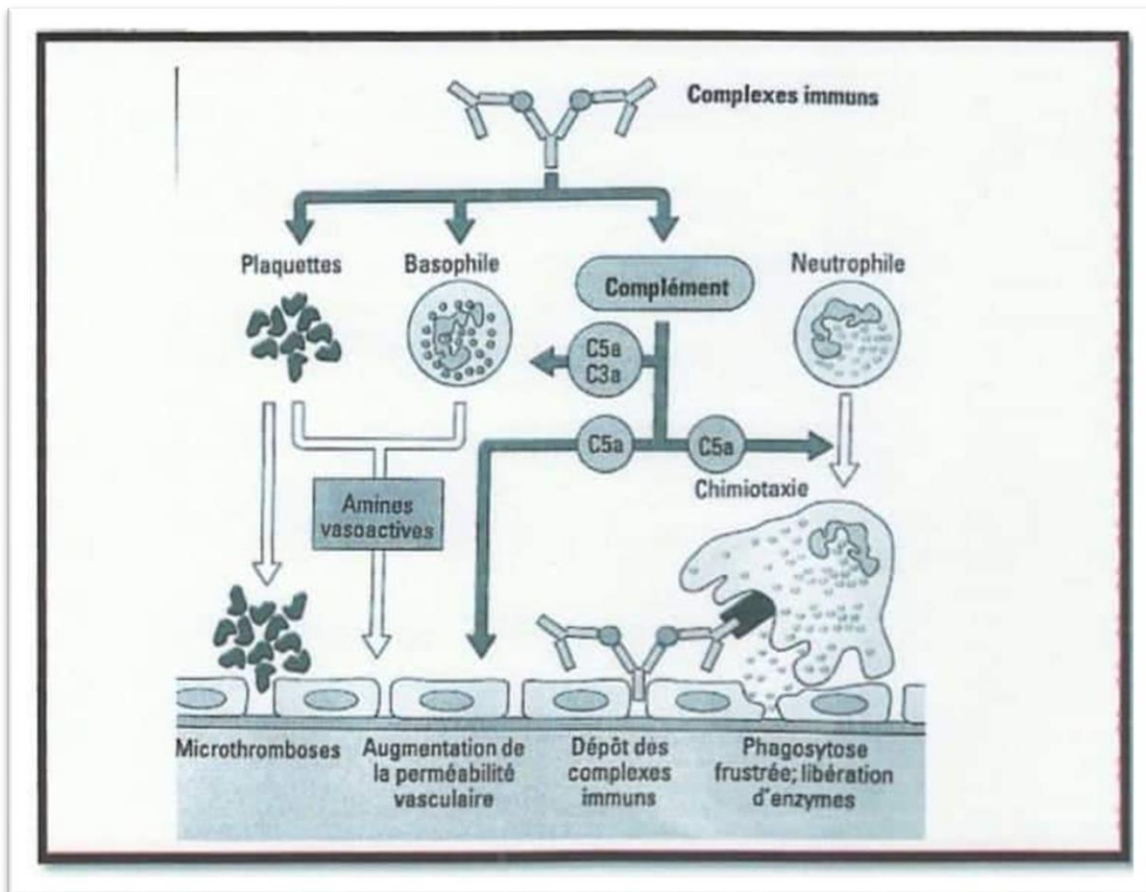 Complexes immuns
Plaquettes
Basophile
Complément
Neutrophile
C5a
C3a
C5a
C5a
Chimiotaxie
Amines
vasoactives
Microthromboses
Augmentation de
la perméabilité
vasculaire
Dépôt des
complexes
immuns
Phagosytose
frustrée; libération
d'enzymes